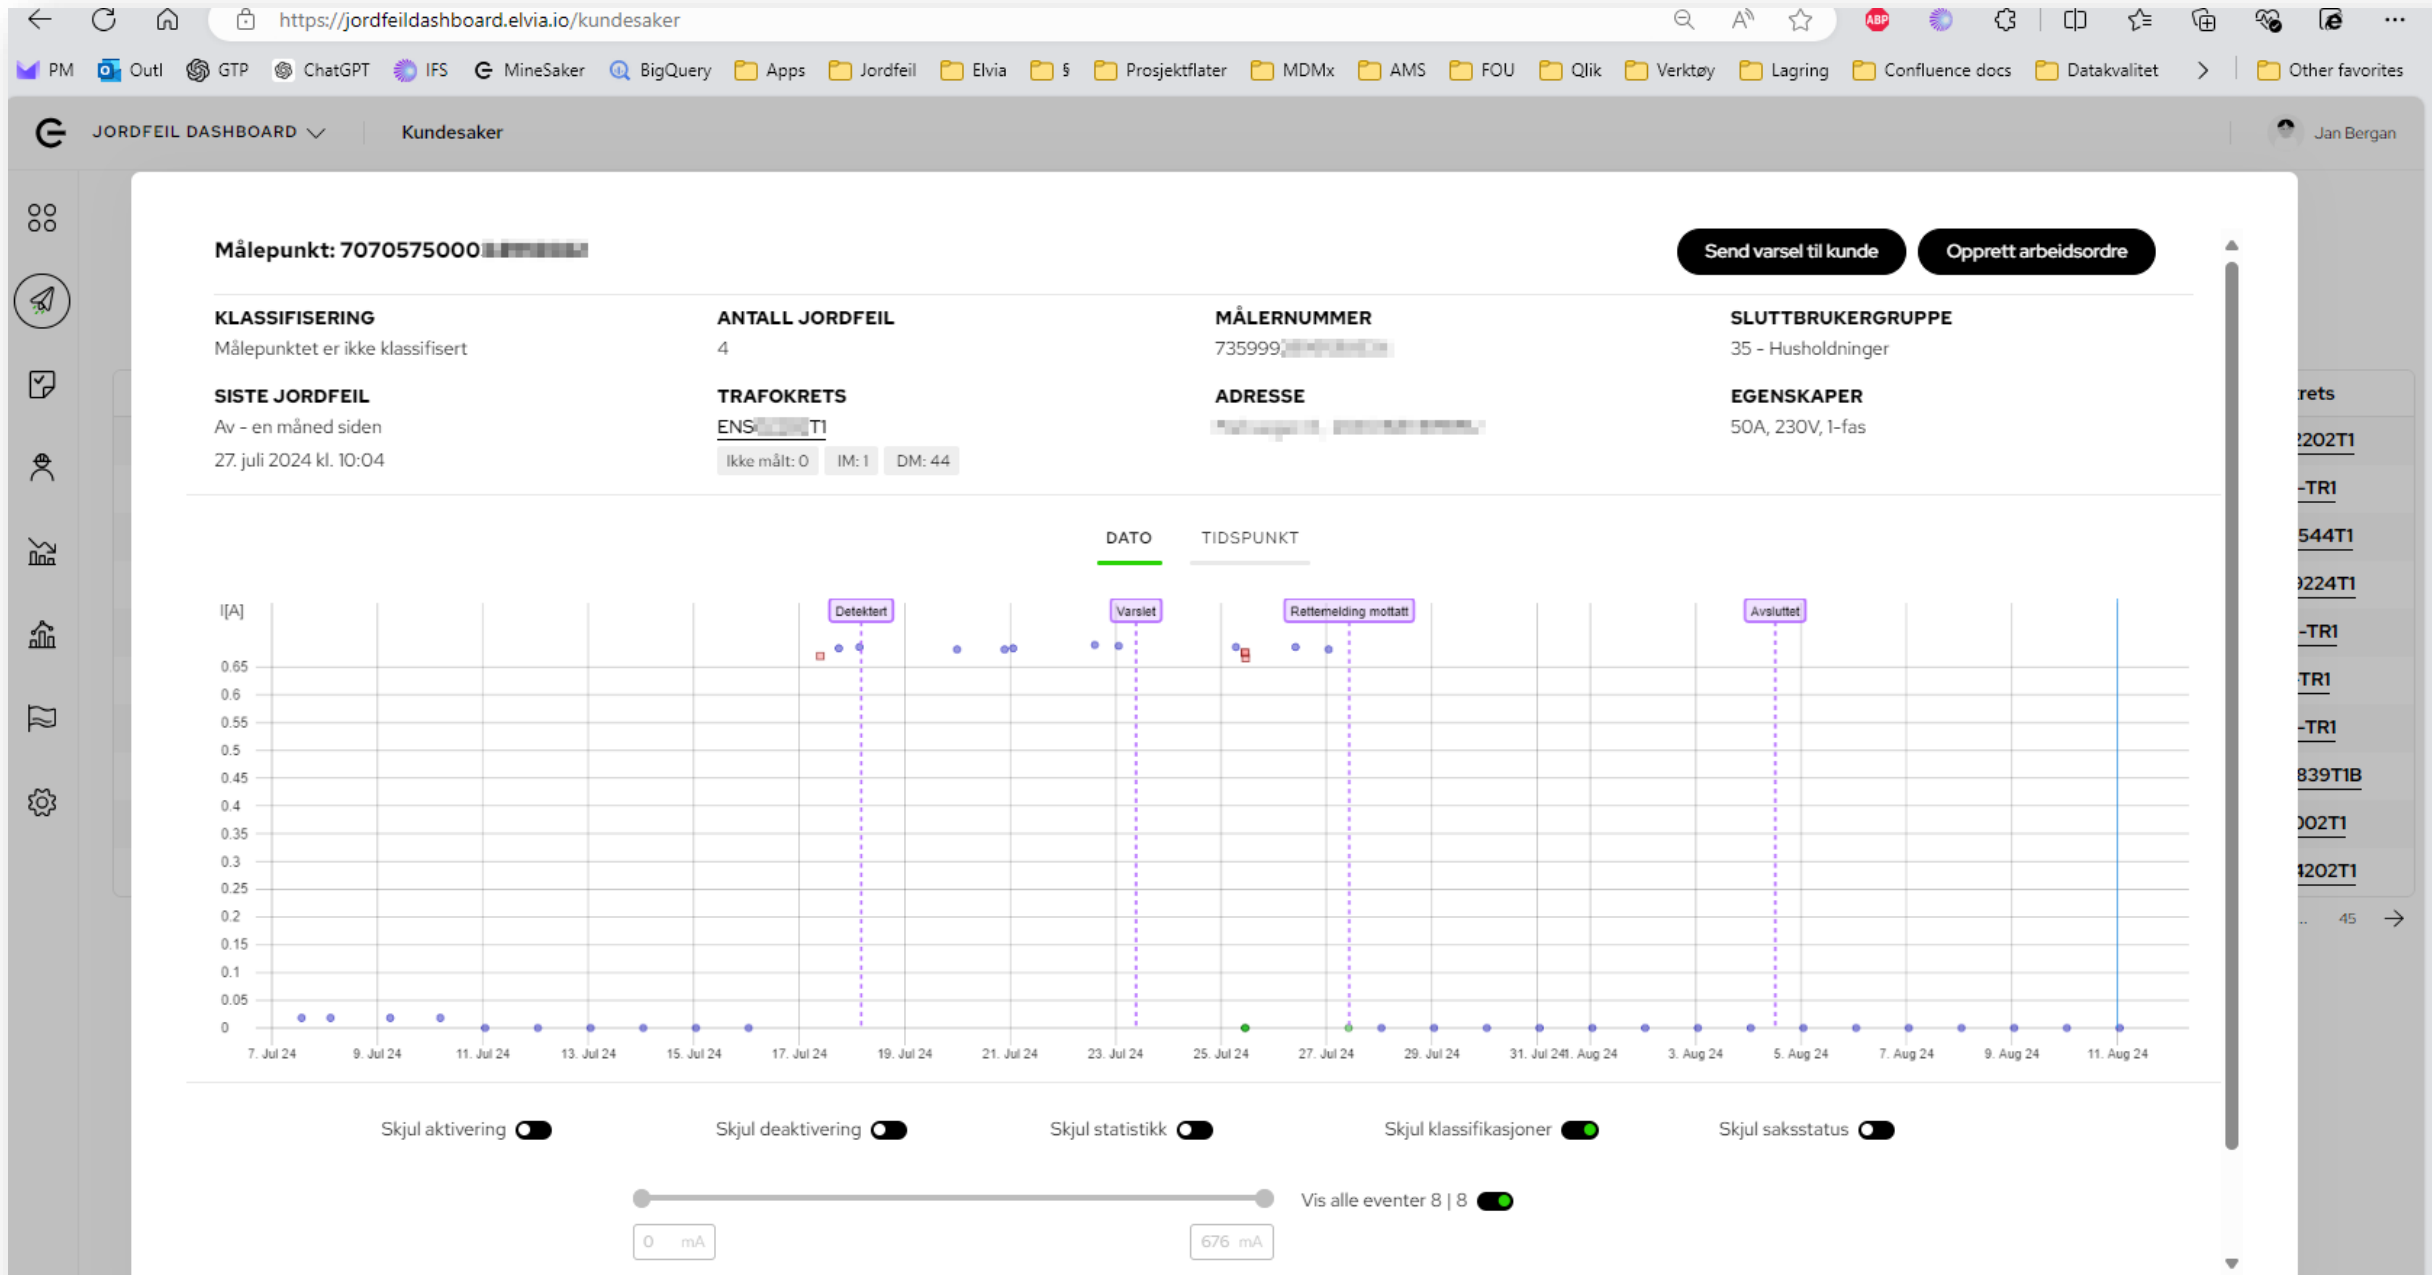 https://jordfeildashboard.elvia.io/kundesaker
ABP
PM Outl GTP ChatGPT IFS MineSaker BigQuery Apps Jordfeil Elvia § Prosjektflater MDMx AMS FOU Qlik Verktøy Lagring Confluence docs Datakvalitet Other favorites
JORDFEIL DASHBOARD Kundesaker Jan Bergan
Målepunkt: 7070575000
Send varsel til kunde Opprett arbeidsordre
KLASSIFISERING ANTALL JORDFEIL MÅLERNUMMER SLUTTBRUKERGRUPPE
Målepunktet er ikke klassifisert 4 735999 35 - Husholdninger
SISTE JORDFEIL TRAFOKRETS ADRESSE EGENSKAPER
Av - en måned siden ENS T1 50A, 230V, 1-fas
27. juli 2024 kl. 10:04 Ikke målt: 0 IM: 1 DM: 44
DATO TIDSPUNKT
I[A] Detektert Varslet Rettemelding mottatt Avsluttet
0.65
0.6
0.55
0.5
0.45
0.4
0.35
0.3
0.25
0.2
0.15
0.1
0.05
0
7. Jul 24 9. Jul 24 11. Jul 24 13. Jul 24 15. Jul 24 17. Jul 24 19. Jul 24 21. Jul 24 23. Jul 24 25. Jul 24 27. Jul 24 29. Jul 24 31. Jul 24 1. Aug 24 3. Aug 24 5. Aug 24 7. Aug 24 9. Aug 24 11. Aug 24
Skjul aktivering Skjul deaktivering Skjul statistikk Skjul klassifikasjoner Skjul saksstatus
Vis alle eventer 8 | 8
0 mA 676 mA
rets
2202T1
-TR1
544T1
9224T1
-TR1
-TR1
-TR1
839T1B
002T1
4202T1
.. 45